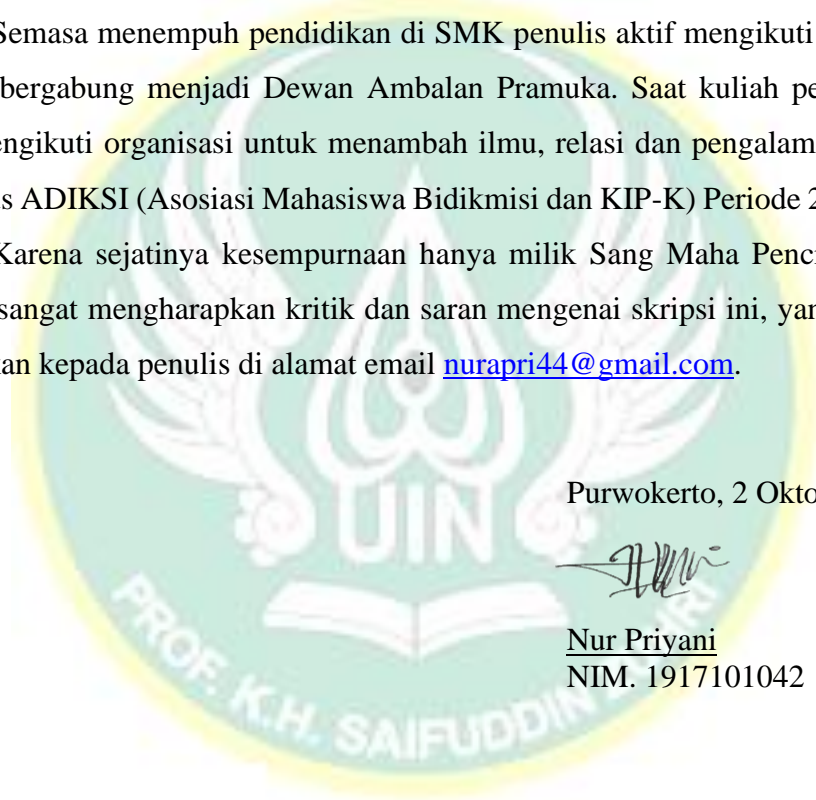 Semasa menempuh pendidikan di SMK penulis aktif mengikuti
bergabung menjadi Dewan Ambalan Pramuka. Saat kuliah pe
engikuti organisasi untuk menambah ilmu, relasi dan pengalam
s ADIKSI (Asosiasi Mahasiswa Bidikmisi dan KIP-K) Periode 2
Karena sejatinya kesempurnaan hanya milik Sang Maha Penci
sangat mengharapkan kritik dan saran mengenai skripsi ini, yan
kan kepada penulis di alamat email nurapri44@gmail.com.
Purwokerto, 2 Okto
Nur Priyani
NIM. 1917101042
UIN
PROF. K.H. SAIFUDDIN ZUHRI